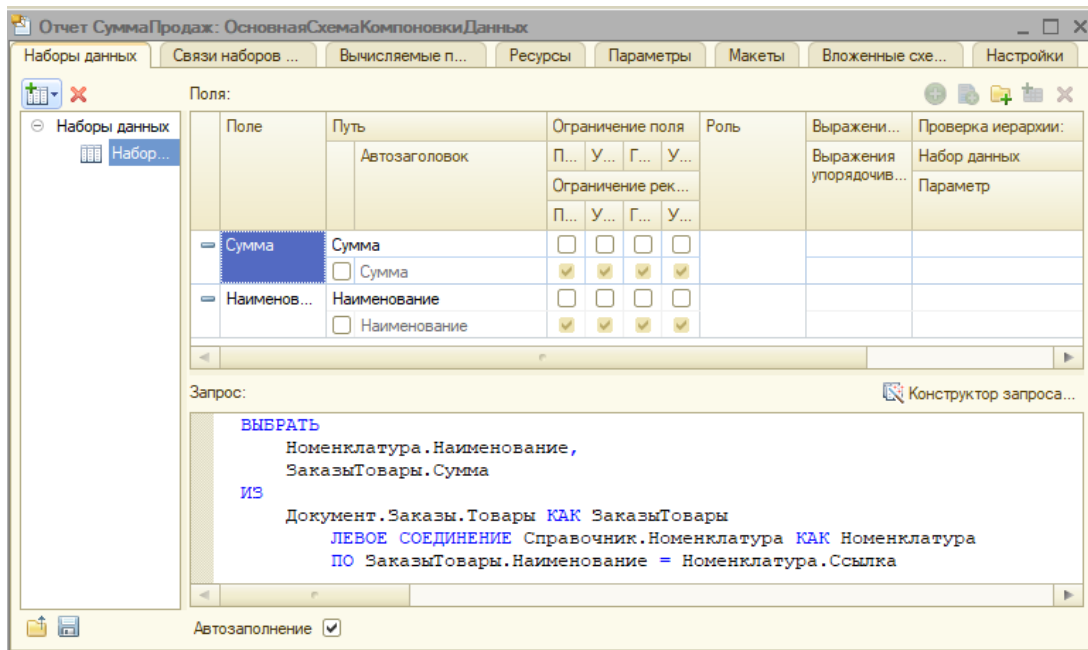 Отчет СуммаПродаж: ОсновнаяСхемаКомпоновкиДанных
Наборы данных Связи наборов ... Вычисляемые п... Ресурсы Параметры Макеты Вложенные схе... Настройки
Поля:
Наборы данных
Набор...
Поле Путь Ограничение поля Роль Выражени... Проверка иерархии:
Автозаголовок П... У... Г... У... Выражения упорядочив... Набор данных
Ограничение рек... Параметр
П... У... Г... У...
Сумма Сумма
Сумма
Наименов... Наименование
Наименование
Запрос:
Конструктор запроса...
ВЫБРАТЬ
Номенклатура.Наименование,
ЗаказыТовары.Сумма
ИЗ
Документ.Заказы.Товары КАК ЗаказыТовары
ЛЕВОЕ СОЕДИНЕНИЕ Справочник.Номенклатура КАК Номенклатура
ПО ЗаказыТовары.Наименование = Номенклатура.Ссылка
Автозаполнение